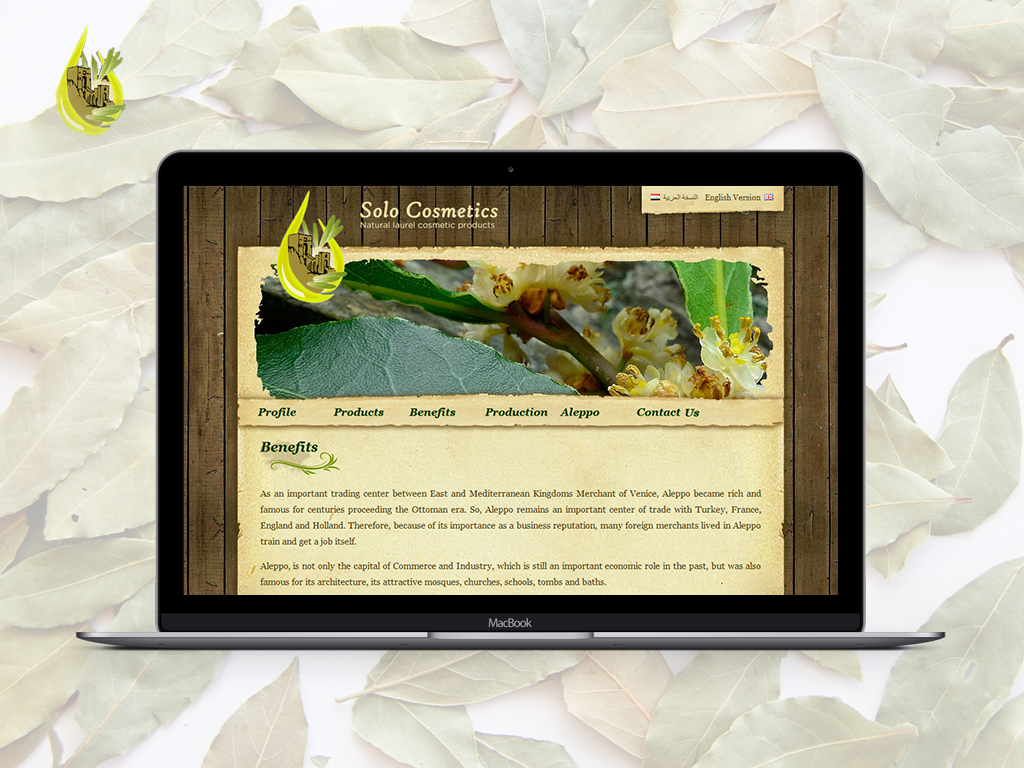 Solo Cosmetics
Natural laurel cosmetic products
النسخة العربية English Version
Profile Products Benefits Production Aleppo Contact Us
Benefits
As an important trading center between East and Mediterranean Kingdoms Merchant of Venice, Aleppo became rich and
famous for centuries proceeding the Ottoman era. So, Aleppo remains an important center of trade with Turkey, France,
England and Holland. Therefore, because of its importance as a business reputation, many foreign merchants lived in Aleppo
train and get a job itself.
Aleppo, is not only the capital of Commerce and Industry, which is still an important economic role in the past, but was also
famous for its architecture, its attractive mosques, churches, schools, tombs and baths.
MacBook